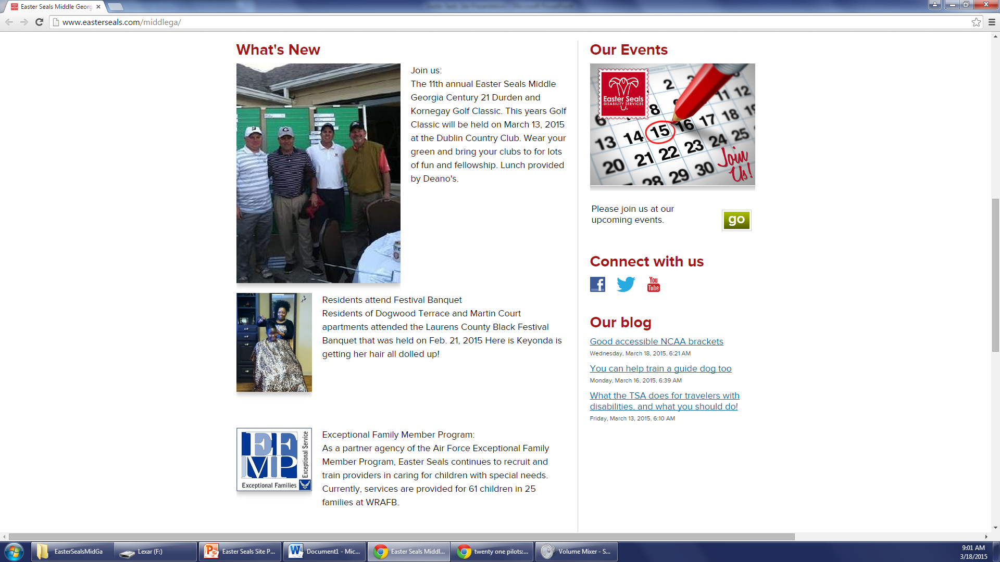 Easter Seals Middle Georg
www.easterseals.com/middlega/
What's New
Join us:
The 11th annual Easter Seals Middle
Georgia Century 21 Durden and
Kornegay Golf Classic. This years Golf
Classic will be held on March 13, 2015
at the Dublin Country Club. Wear your
green and bring your clubs to for lots
of fun and fellowship. Lunch provided
by Deano's.
Residents attend Festival Banquet
Residents of Dogwood Terrace and Martin Court
apartments attended the Laurens County Black Festival
Banquet that was held on Feb. 21, 2015 Here is Keyonda is
getting her hair all dolled up!
EFMP
Exceptional Service
Exceptional Families
Exceptional Family Member Program:
As a partner agency of the Air Force Exceptional Family
Member Program, Easter Seals continues to recruit and
train providers in caring for children with special needs.
Currently, services are provided for 61 children in 25
families at WRAFB.
Our Events
Easter Seals
DISABILITY SERVICES
2
8 11 12
6
13 14 15 16 17 18 19
20 21 22 23 24 25
28 29 30
Join
Us!
Please join us at our
upcoming events.
go
Connect with us
f
You
Tube
Our blog
Good accessible NCAA brackets
Wednesday, March 18, 2015, 6:21 AM
You can help train a guide dog too
Monday, March 16, 2015, 6:39 AM
What the TSA does for travelers with
disabilities, and what you should do!
Friday, March 13, 2015, 6:10 AM
EasterSealsMidGa
Lexar (F:)
Easter Seals Site P...
Document1 - Mic...
Easter Seals Middl...
twenty one pilots:...
Volume Mixer - S...
9:01 AM
3/18/2015